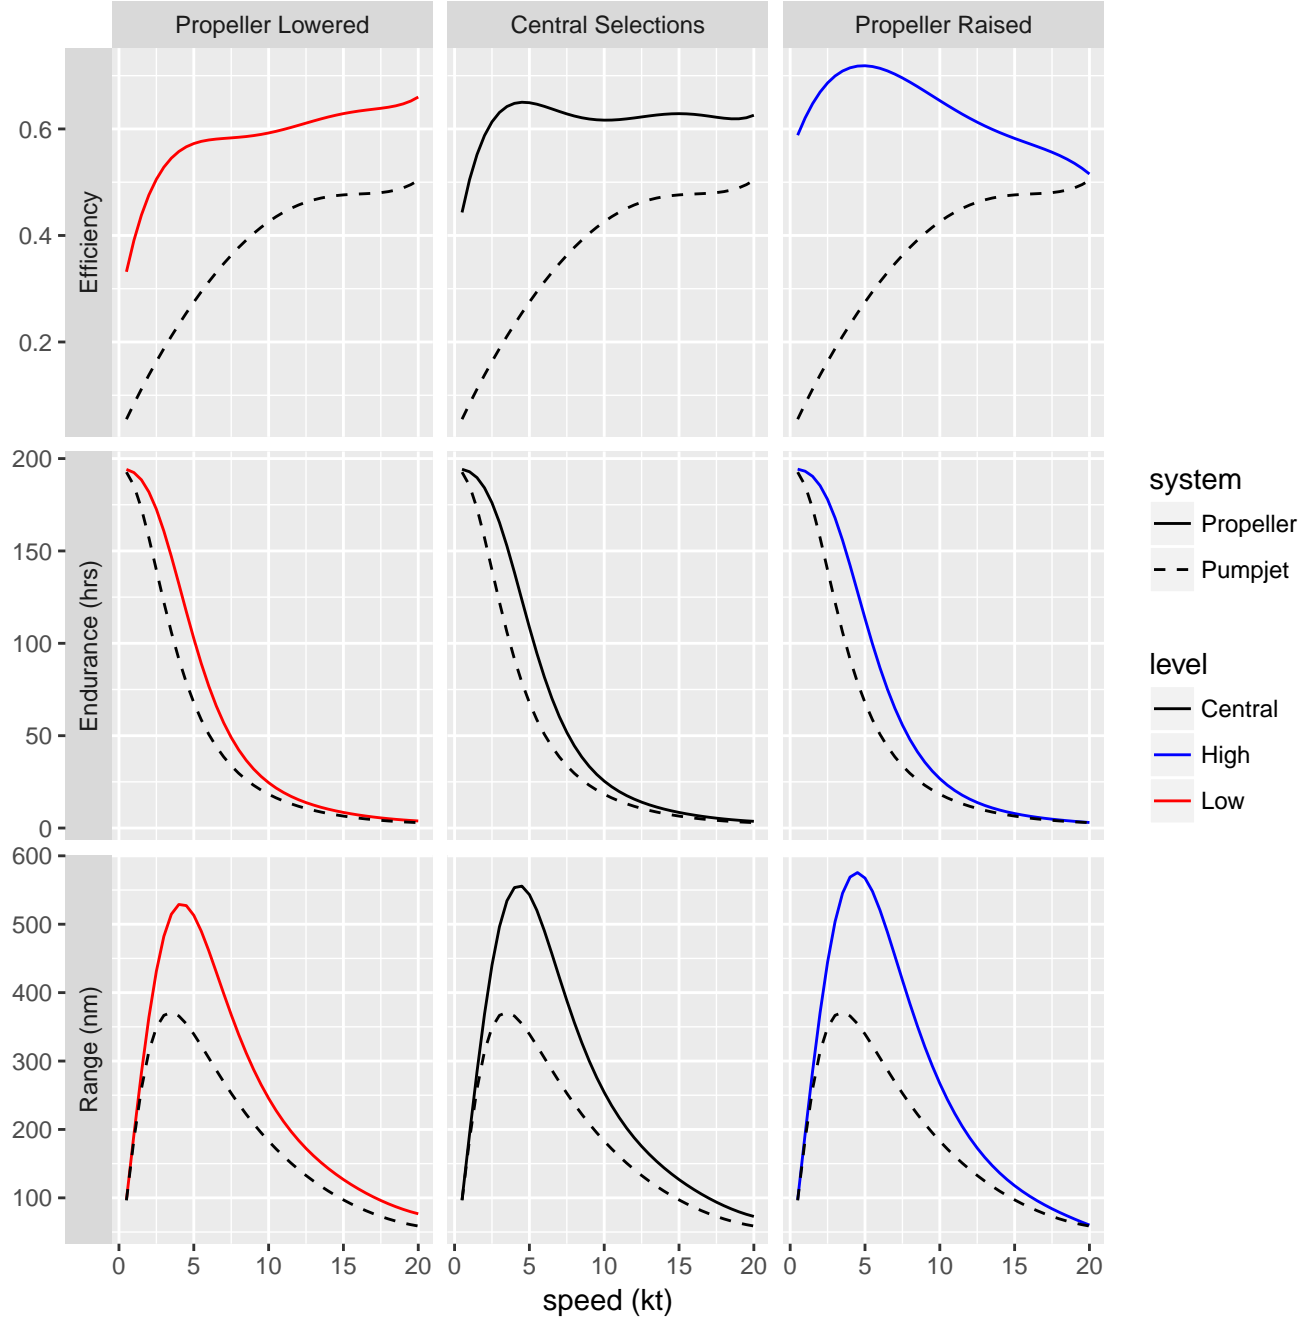 Propeller Lowered
Central Selections
Propeller Raised
Efficiency
0.6
0.4
0.2
Endurance (hrs)
200
150
100
50
0
Range (nm)
600
500
400
300
200
100
0 5 10 15 20
0 5 10 15 20
0 5 10 15 20
speed (kt)
system
Propeller
Pumpjet
level
Central
High
Low